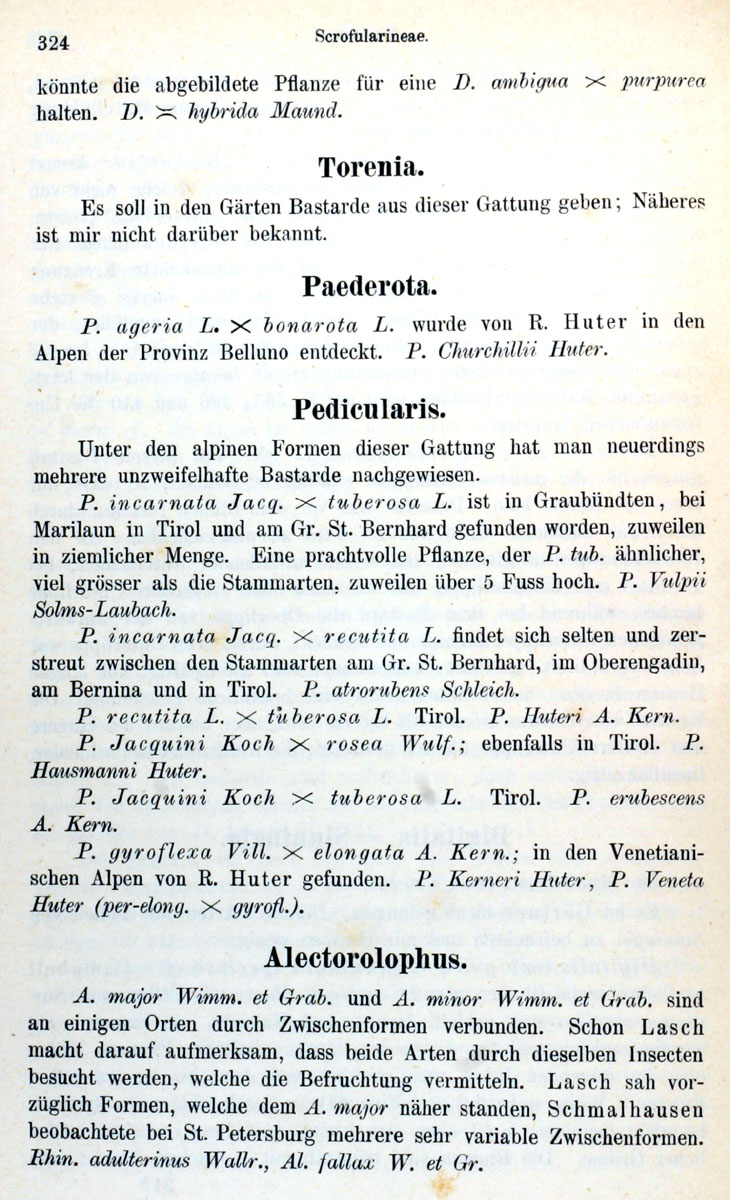 324
Scrofularineae.
könnte die abgebildete Pflanze für eine D. ambigua × purpurea
halten. D. ≍ hybrida Maund.
Torenia.
Es soll in den Gärten Bastarde aus dieser Gattung geben; Näheres
ist mir nicht darüber bekannt.
Paederota.
P. ageria L. × bonarota L. wurde von R. Huter in den
Alpen der Provinz Belluno entdeckt. P. Churchillii Huter.
Pedicularis.
Unter den alpinen Formen dieser Gattung hat man neuerdings
mehrere unzweifelhafte Bastarde nachgewiesen.
P. incarnata Jacq. × tuberosa L. ist in Graubündten, bei
Marilaun in Tirol und am Gr. St. Bernhard gefunden worden, zuweilen
in ziemlicher Menge. Eine prachtvolle Pflanze, der P. tub. ähnlicher,
viel grösser als die Stammarten, zuweilen über 5 Fuss hoch. P. Vulpii
Solms-Laubach.
P. incarnata Jacq. × recutita L. findet sich selten und zer-
streut zwischen den Stammarten am Gr. St. Bernhard, im Oberengadin,
am Bernina und in Tirol. P. atrorubens Schleich.
P. recutita L. × tuberosa L. Tirol. P. Huteri A. Kern.
P. Jacquini Koch × rosea Wulf.; ebenfalls in Tirol. P.
Hausmanni Huter.
P. Jacquini Koch × tuberosa L. Tirol. P. erubescens
A. Kern.
P. gyroflexa Vill. × elongata A. Kern.; in den Venetiani-
schen Alpen von R. Huter gefunden. P. Kerneri Huter, P. Veneta
Huter (per-elong. × gyrofl.).
Alectorolophus.
A. major Wimm. et Grab. und A. minor Wimm. et Grab. sind
an einigen Orten durch Zwischenformen verbunden. Schon Lasch
macht darauf aufmerksam, dass beide Arten durch dieselben Insecten
besucht werden, welche die Befruchtung vermitteln. Lasch sah vor-
züglich Formen, welche dem A. major näher standen, Schmalhausen
beobachtete bei St. Petersburg mehrere sehr variable Zwischenformen.
Rhin. adulterinus Wallr., Al. fallax W. et Gr.